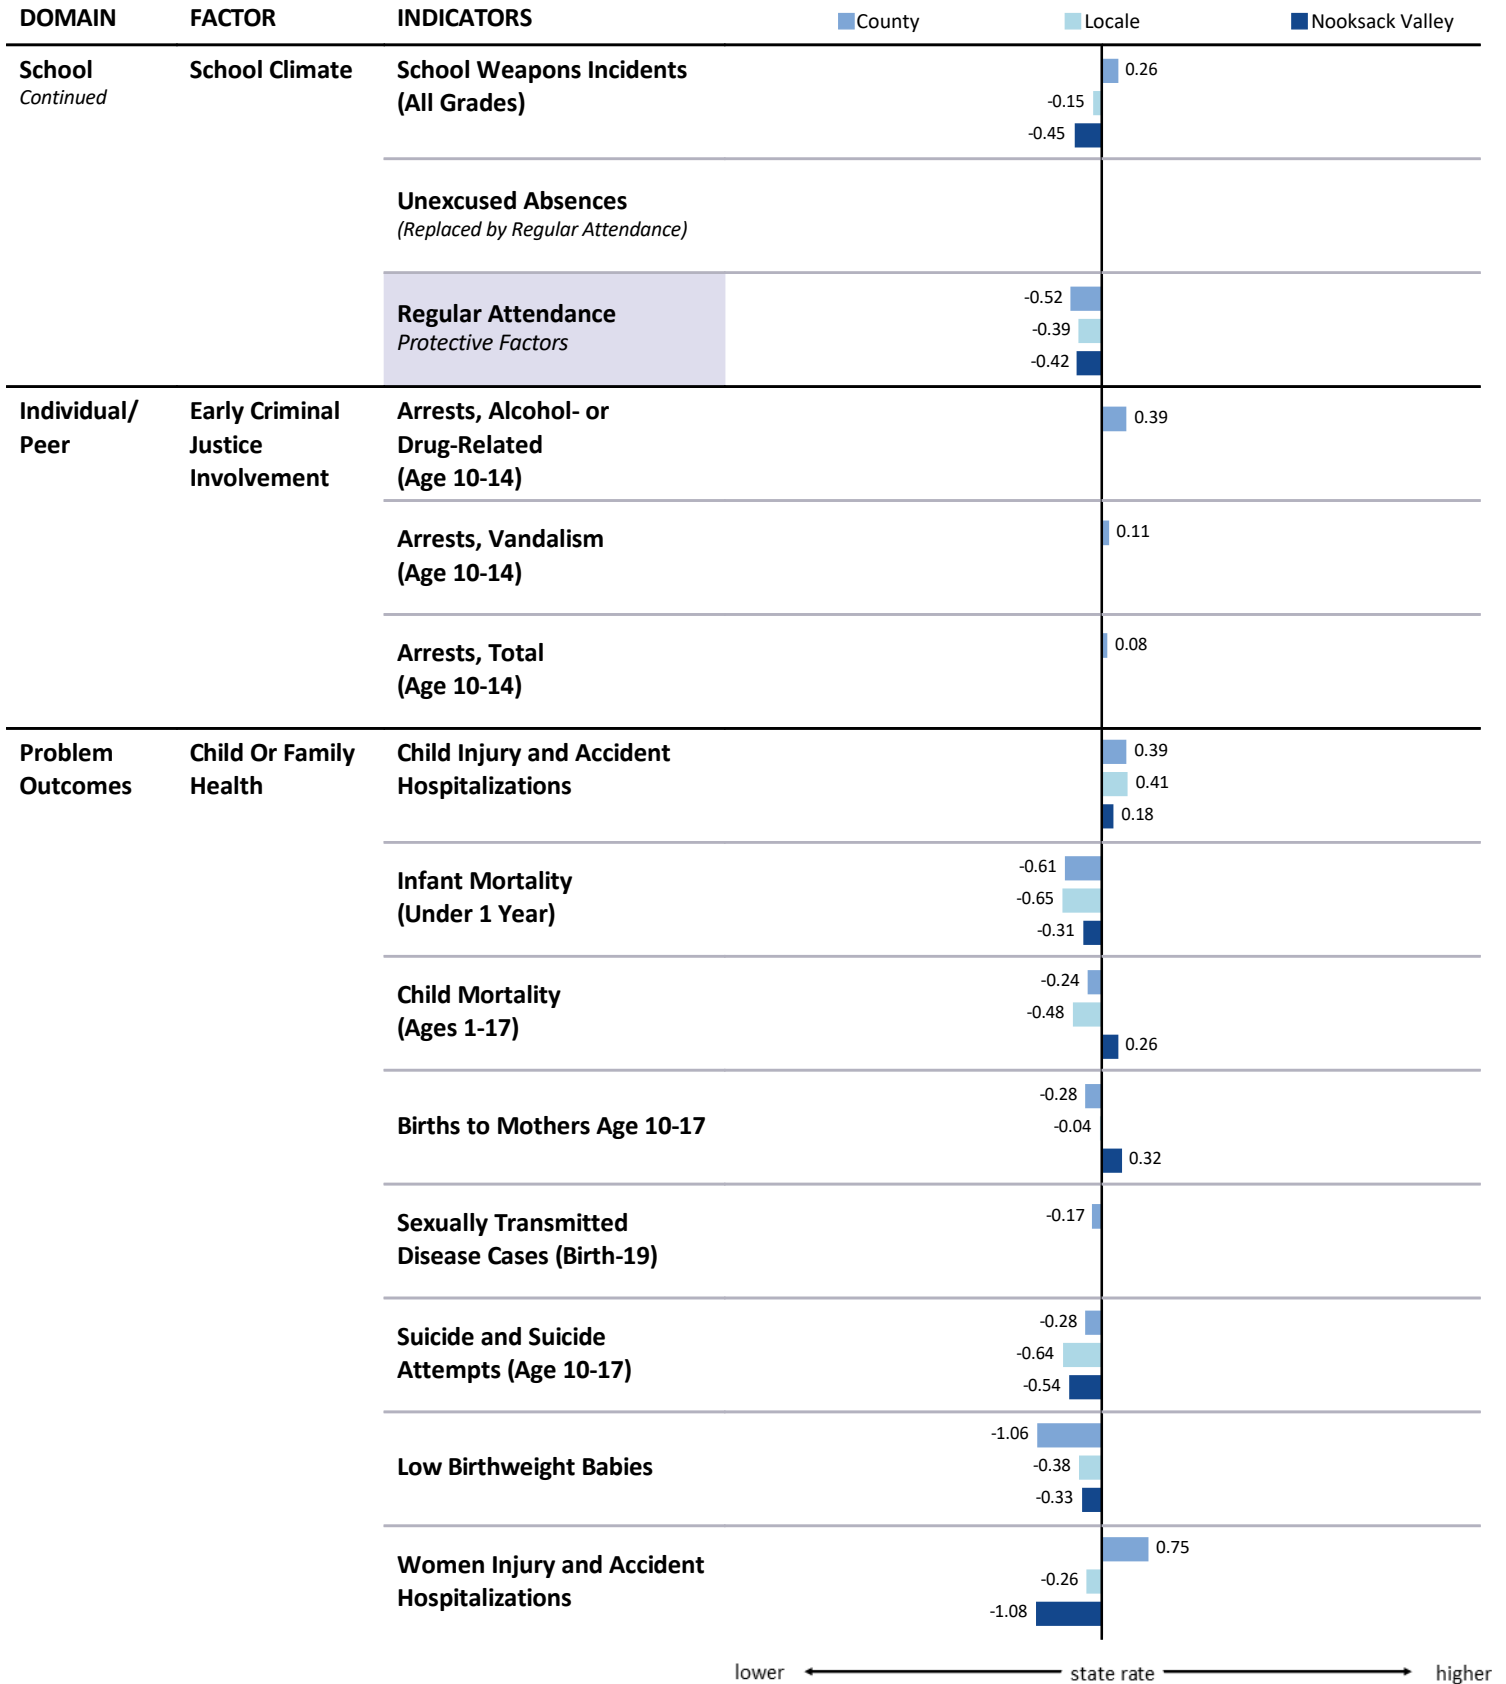 DOMAIN FACTOR INDICATORS County Locale Nooksack Valley
School School Climate School Weapons Incidents
Continued (All Grades)
0.26
-0.15
-0.45
Unexcused Absences
(Replaced by Regular Attendance)
Regular Attendance
Protective Factors
-0.52
-0.39
-0.42
Individual/ Early Criminal Arrests, Alcohol- or
Peer Justice Drug-Related
Involvement (Age 10-14)
0.39
Arrests, Vandalism
(Age 10-14)
0.11
Arrests, Total
(Age 10-14)
0.08
Problem Child Or Family Child Injury and Accident
Outcomes Health Hospitalizations
0.39
0.41
0.18
Infant Mortality
(Under 1 Year)
-0.61
-0.65
-0.31
Child Mortality
(Ages 1-17)
-0.24
-0.48
0.26
Births to Mothers Age 10-17
-0.28
-0.04
0.32
Sexually Transmitted
Disease Cases (Birth-19)
-0.17
Suicide and Suicide
Attempts (Age 10-17)
-0.28
-0.64
-0.54
Low Birthweight Babies
-1.06
-0.38
-0.33
Women Injury and Accident
Hospitalizations
0.75
-0.26
-1.08
lower state rate higher